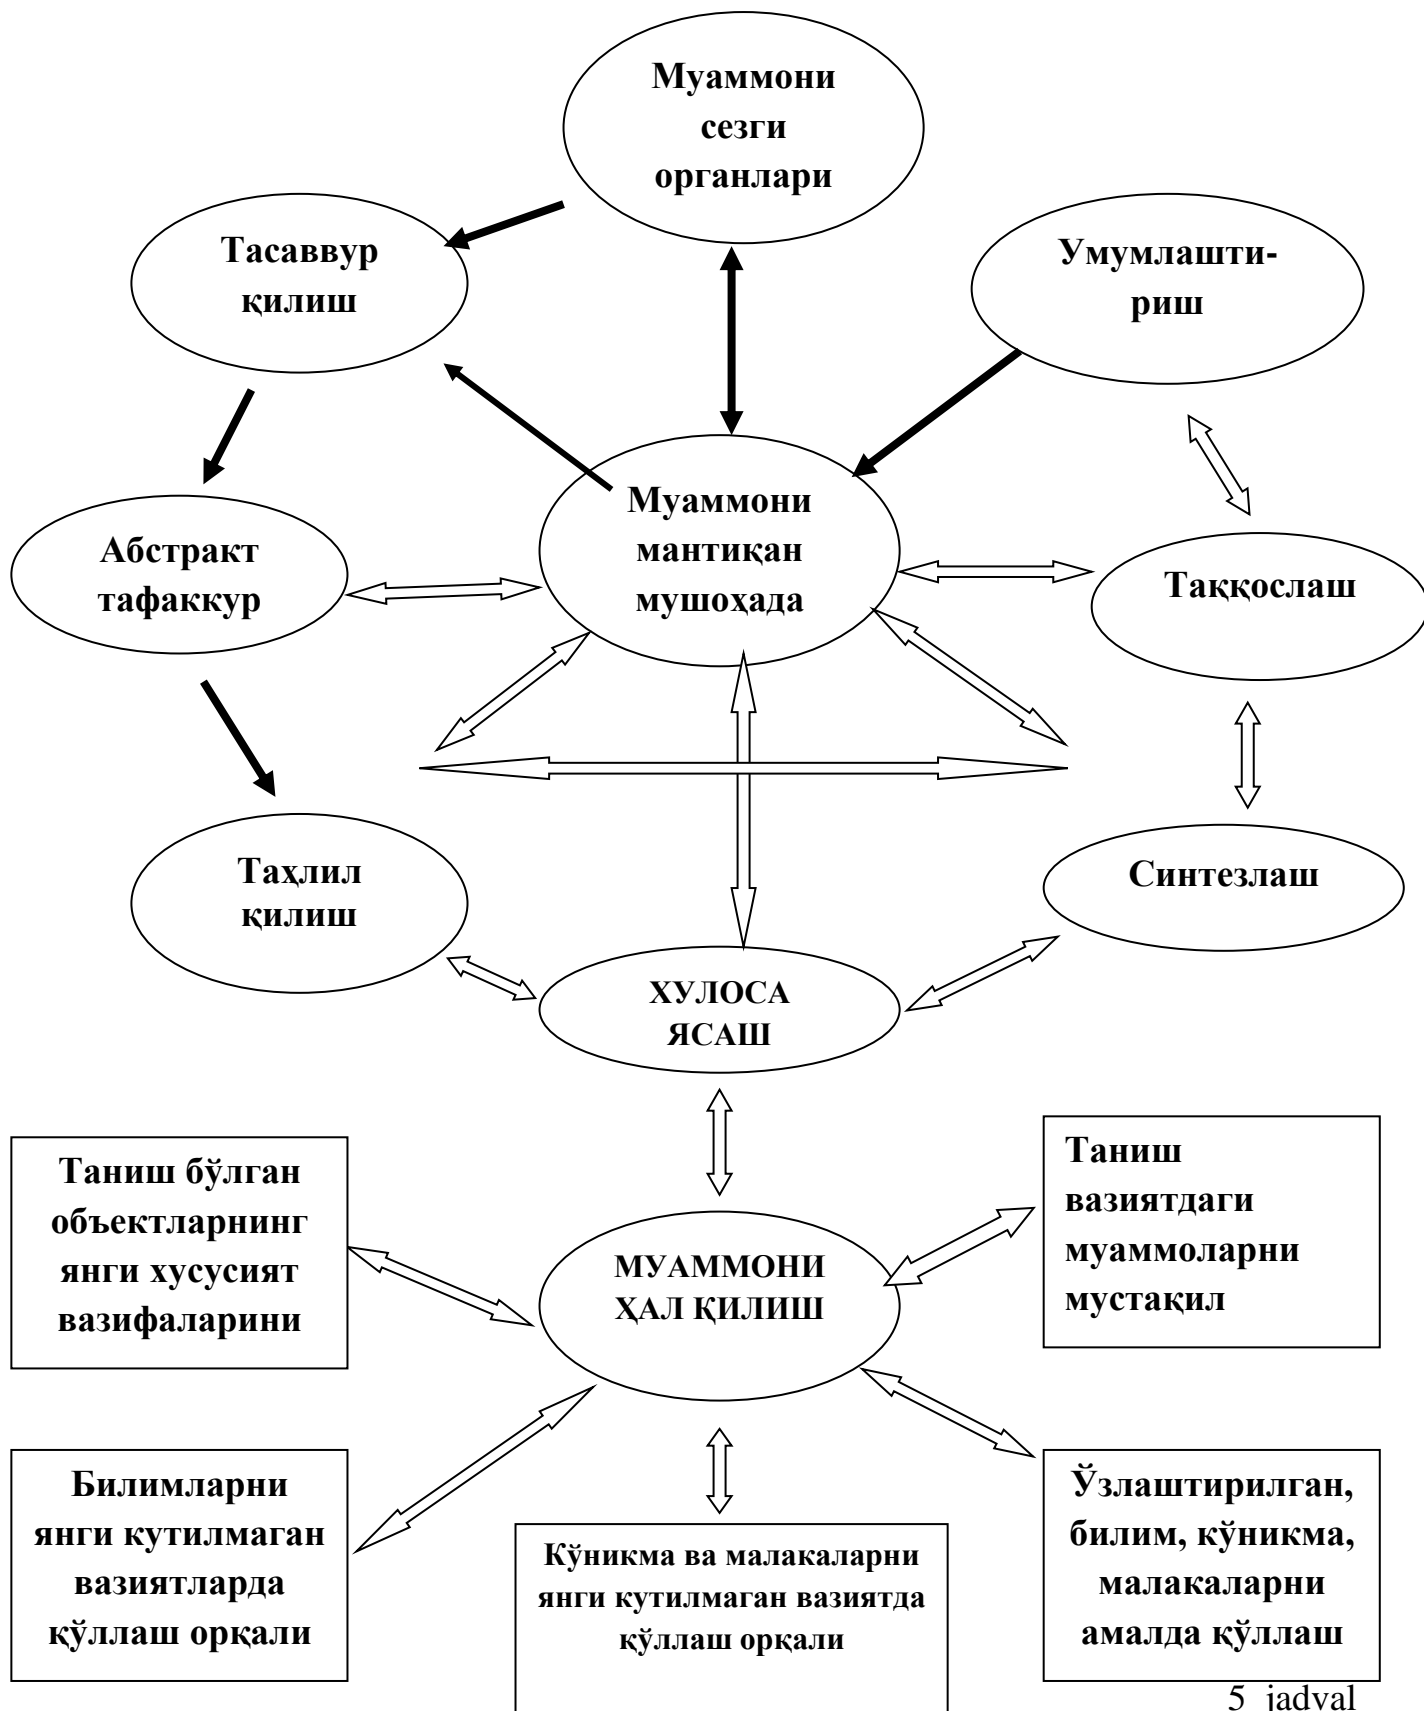 Муаммони
сезги
органлари
Тасаввур
қилиш
Умумлашти-
риш
Муаммони
мантиқан
мушоҳада
Абстракт
тафаккур
Таққослаш
Таҳлил
қилиш
Синтезлаш
ХУЛОСА
ЯСАШ
Таниш бўлган
объектларнинг
янги хусусият
вазифаларини
МУАММОНИ
ҲАЛ ҚИЛИШ
Таниш
вазиятдаги
муаммоларни
мустақил
Билимларни
янги кутилмаган
вазиятларда
қўллаш орқали
Кўникма ва малакаларни
янги кутилмаган вазиятда
қўллаш орқали
Ўзлаштирилган,
билим, кўникма,
малакаларни
амалда қўллаш
5 jadval